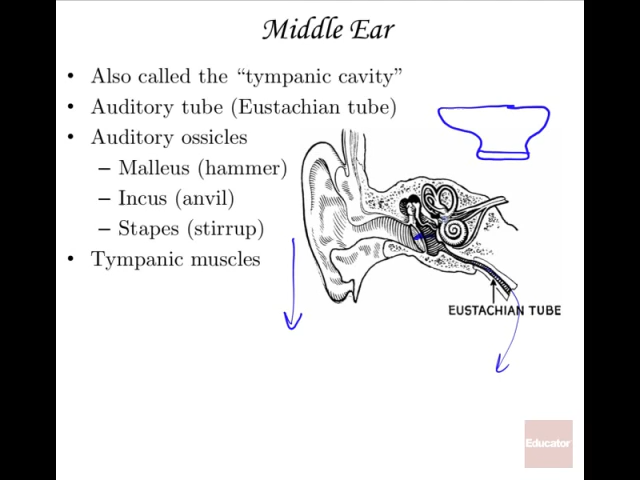 Middle Ear
• Also called the “tympanic cavity”
• Auditory tube (Eustachian tube)
• Auditory ossicles
– Malleus (hammer)
– Incus (anvil)
– Stapes (stirrup)
• Tympanic muscles
EUSTACHIAN TUBE
Educator